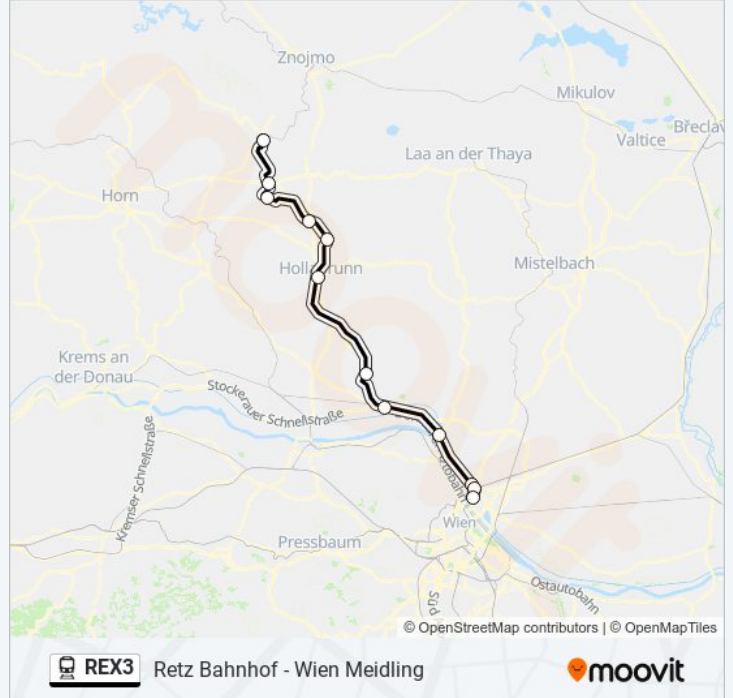 Znojmo
Mikulov
Břeclav
Valtice
Laa an der Thaya
Horn
Mistelbach
Krems an
der Donau
Stockerauer Schnellstraße
Kremser Schnellstraße
Wien
Pressbaum
Ostautobahn
© OpenStreetMap contributors | © OpenMapTiles
REX3
Retz Bahnhof - Wien Meidling
moovit